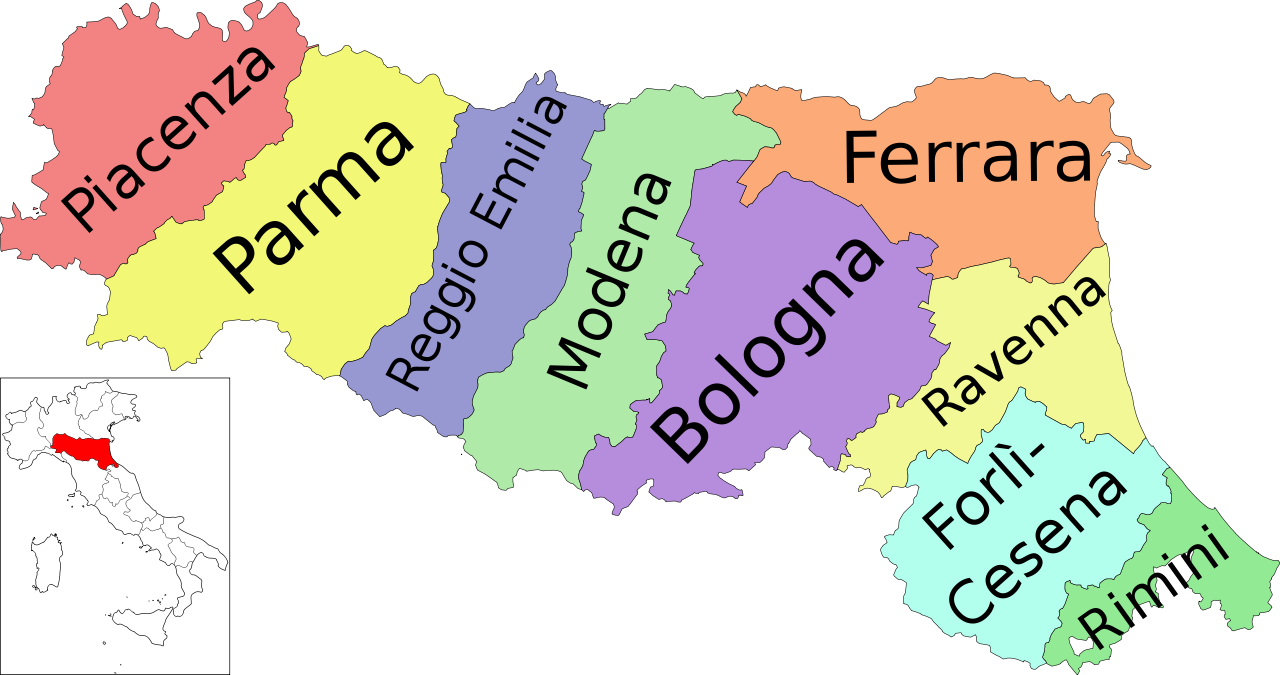 Piacenza
Parma
Reggio Emilia
Modena
Bologna
Ferrara
Ravenna
Forlì-
Cesena
Rimini